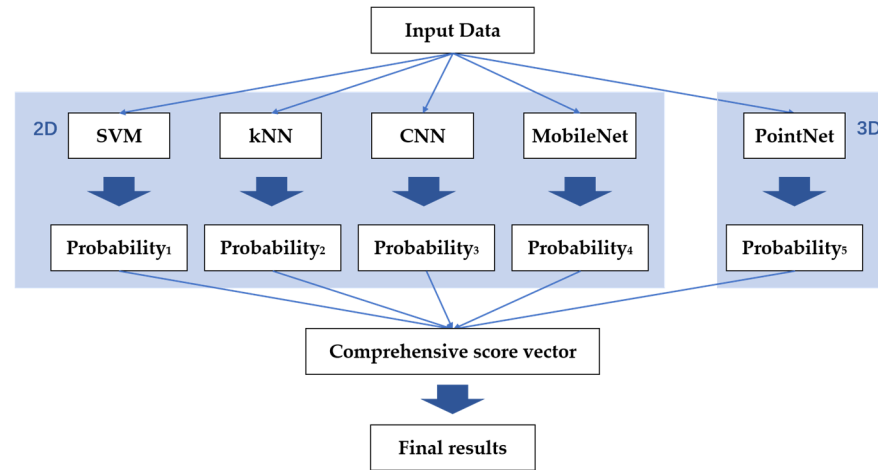 Input Data
2D
SVM
kNN
CNN
MobileNet
PointNet
3D
Probability₁
Probability₂
Probability₃
Probability₄
Probability₅
Comprehensive score vector
Final results